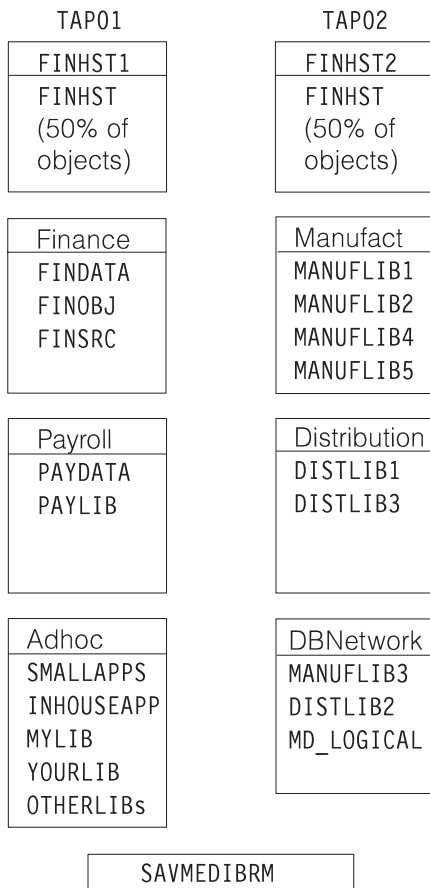 TAP01
FINHST1
FINHST
(50% of
objects)
Finance
FINDATA
FINOBJ
FINSRC
Payroll
PAYDATA
PAYLIB
Adhoc
SMALLAPPS
INHOUSEAPP
MYLIB
YOURLIB
OTHERLIBs
TAP02
FINHST2
FINHST
(50% of
objects)
Manufact
MANUFLIB1
MANUFLIB2
MANUFLIB4
MANUFLIB5
Distribution
DISTLIB1
DISTLIB3
DBNetwork
MANUFLIB3
DISTLIB2
MD_LOGICAL
SAVMEDIBRM